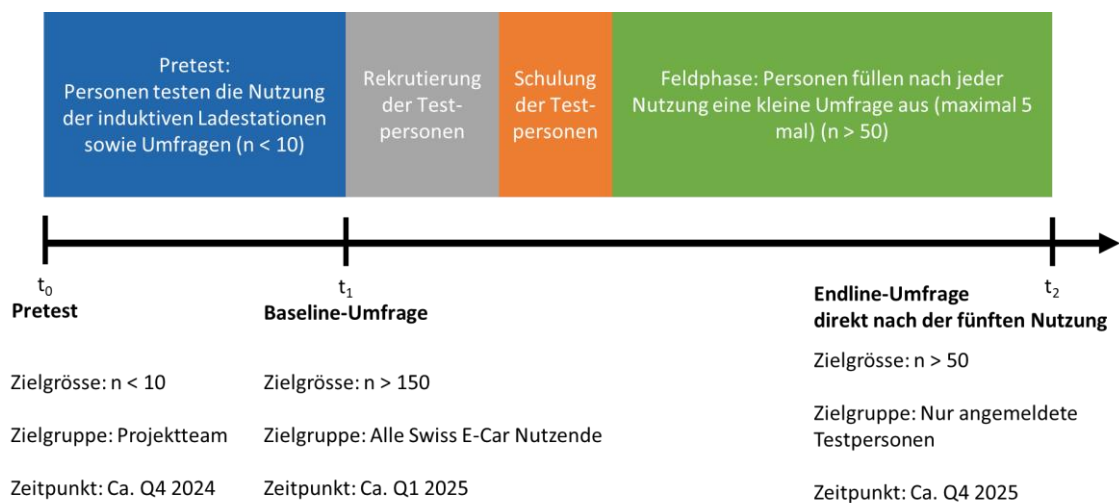 Pretest:
Personen testen die Nutzung
der induktiven Ladestationen
sowie Umfragen (n < 10)
Rekrutierung
der Test-
personen
Schulung
der Test-
personen
Feldphase: Personen füllen nach jeder
Nutzung eine kleine Umfrage aus (maximal 5
mal) (n > 50)
t0
t1
t2
Pretest
Zielgrösse: n < 10
Zielgruppe: Projektteam
Zeitpunkt: Ca. Q4 2024
Baseline-Umfrage
Zielgrösse: n > 150
Zielgruppe: Alle Swiss E-Car Nutzende
Zeitpunkt: Ca. Q1 2025
Endline-Umfrage
direkt nach der fünften Nutzung
Zielgrösse: n > 50
Zielgruppe: Nur angemeldete
Testpersonen
Zeitpunkt: Ca. Q4 2025